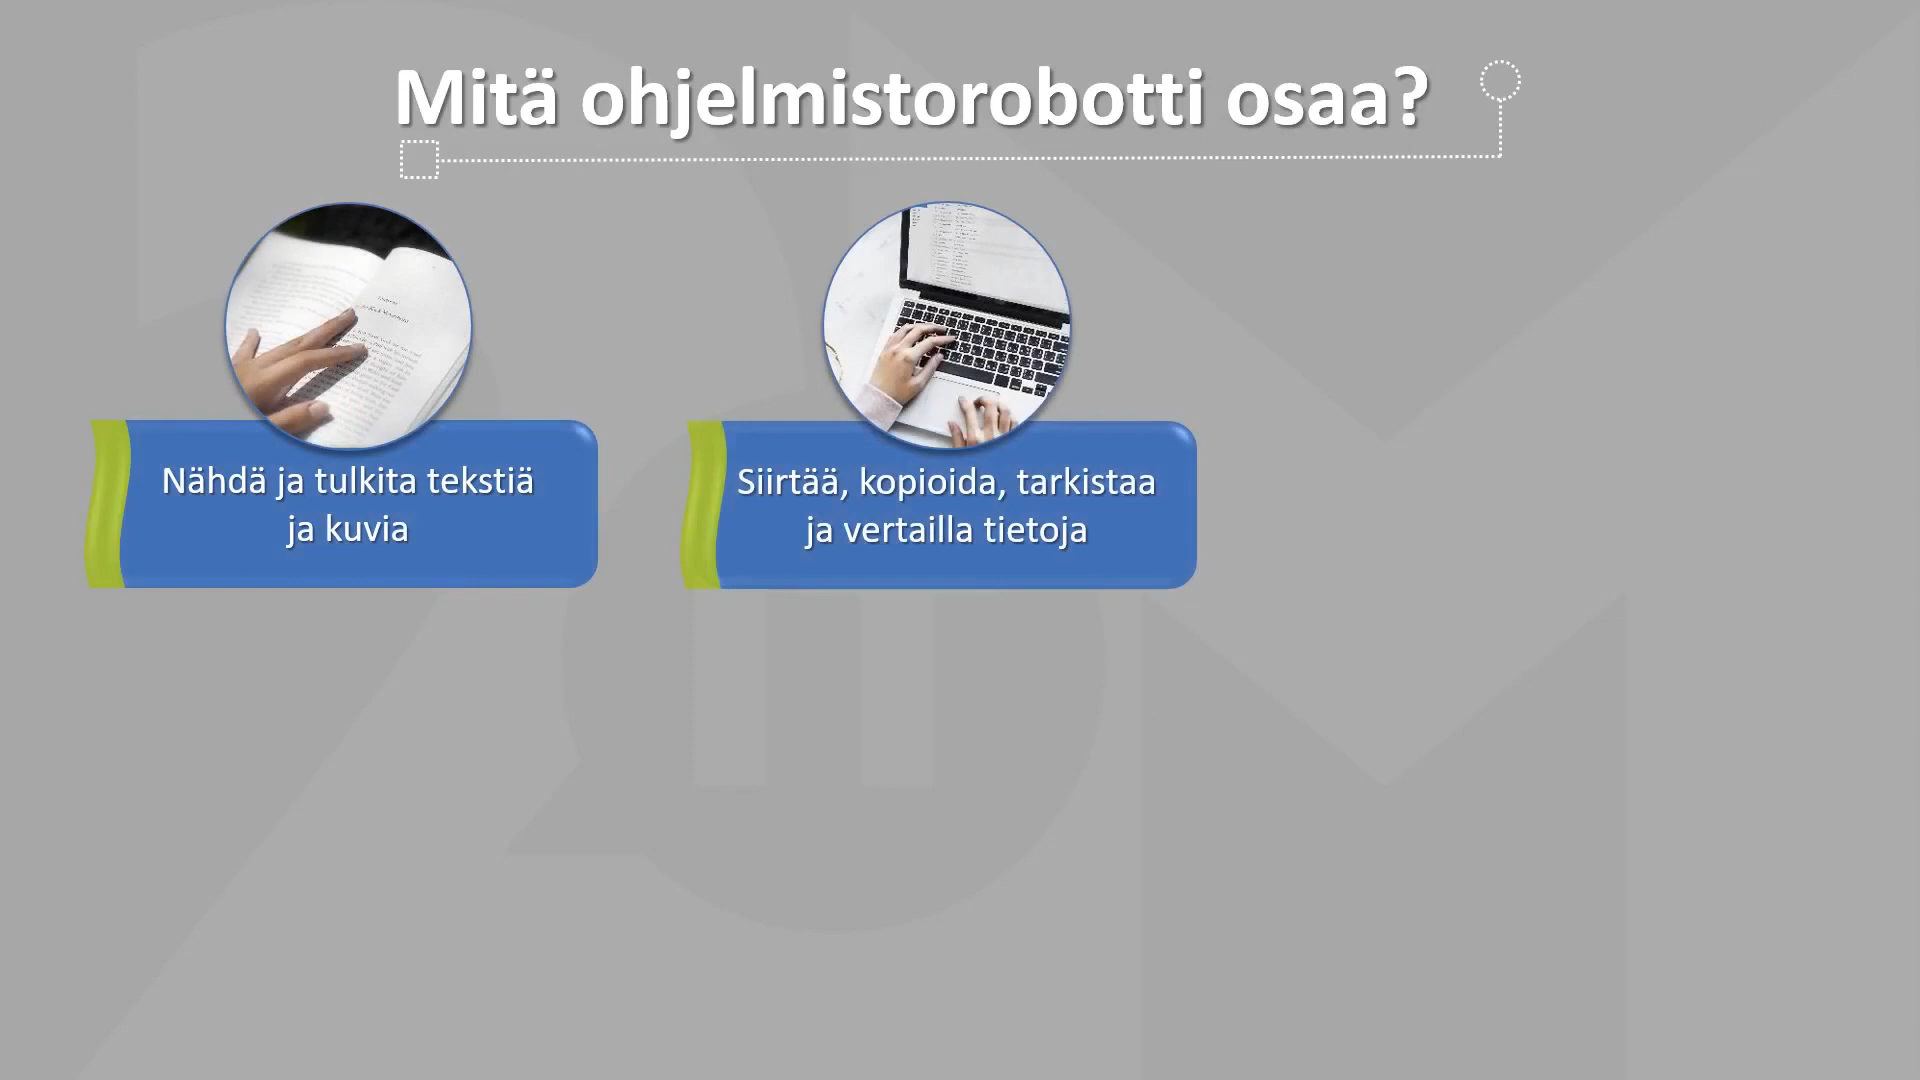 Mitä ohjelmistorobotti osaa?
Nähdä ja tulkita tekstiä
ja kuvia
Siirtää, kopioida, tarkistaa
ja vertailla tietoja